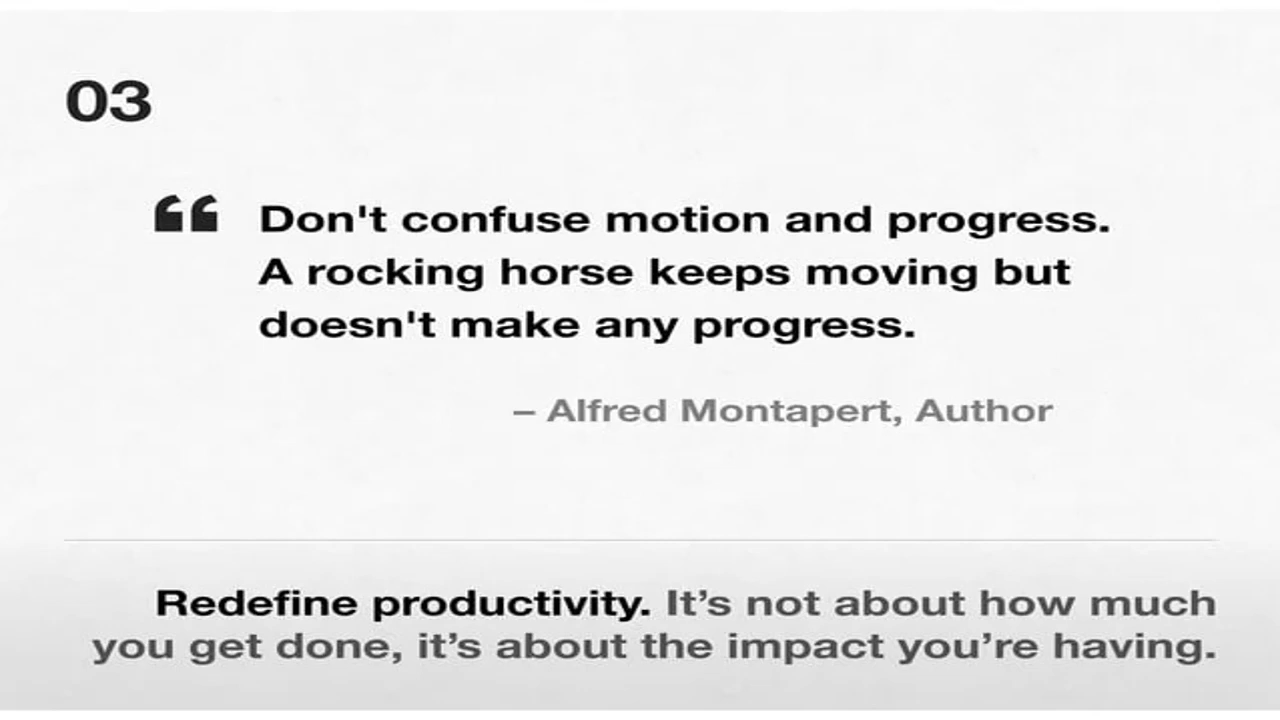 03
“ Don't confuse motion and progress.
A rocking horse keeps moving but
doesn't make any progress.
– Alfred Montapert, Author
Redefine productivity. It’s not about how much
you get done, it’s about the impact you’re having.